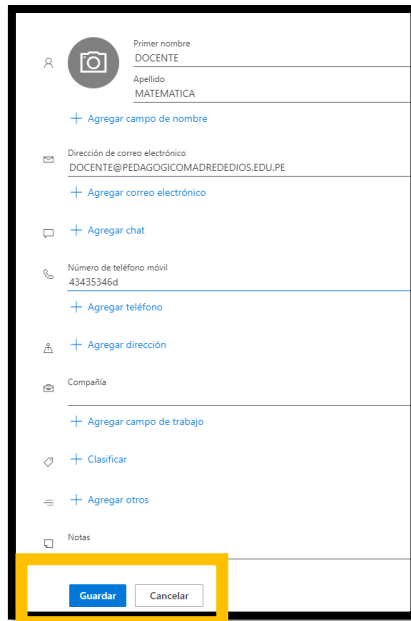 Primer nombre
DOCENTE
Apellido
MATEMATICA
+ Agregar campo de nombre
Dirección de correo electrónico
DOCENTE@PEDAGOGICOMADREDEDIOS.EDU.PE
+ Agregar correo electrónico
+ Agregar chat
Número de teléfono móvil
43435346d
+ Agregar teléfono
+ Agregar dirección
Compañía
+ Agregar campo de trabajo
+ Clasificar
+ Agregar otros
Notas
Guardar Cancelar